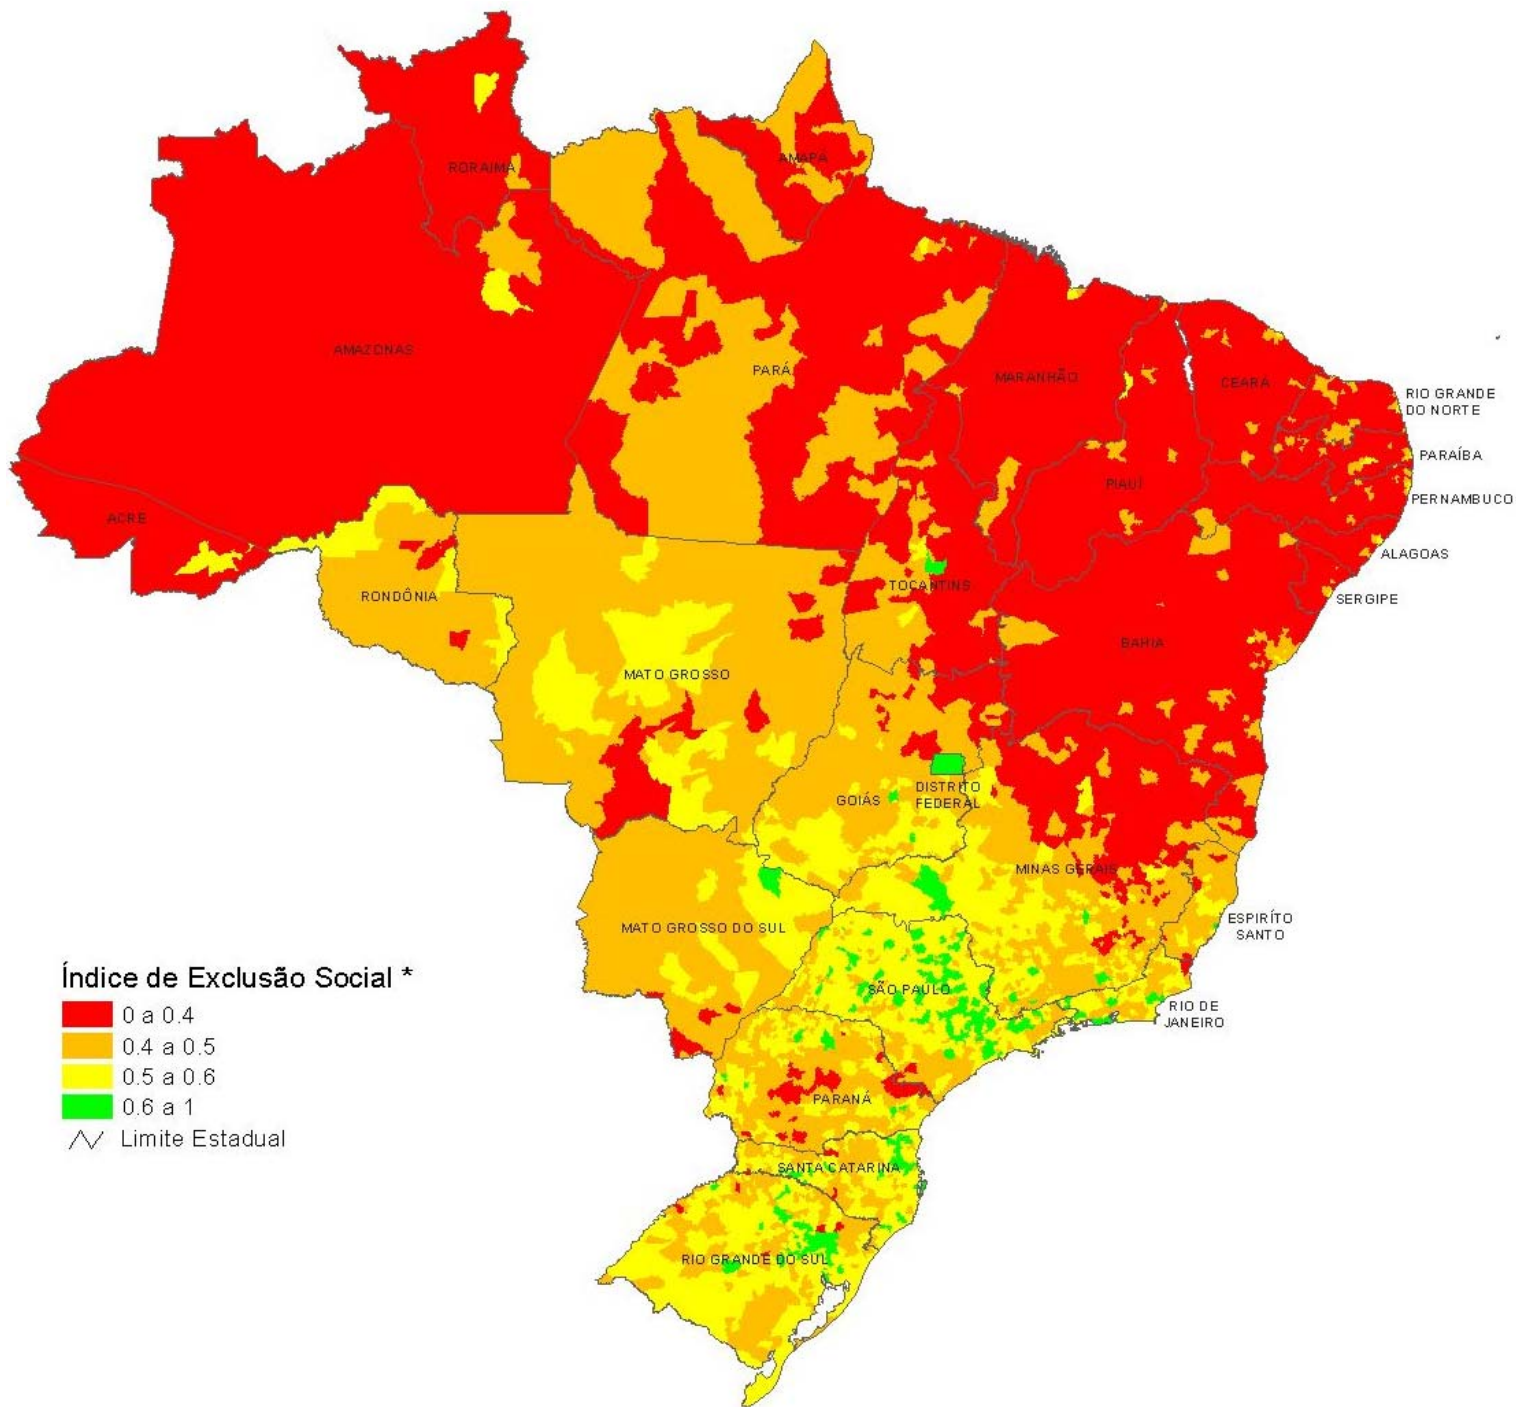 RORAIMA
AMAPÁ
AMAZONAS
PARÁ
MARANHÃO
CEARÁ
RIO GRANDE
DO NORTE
PARAÍBA
PIAUÍ
PERNAMBUCO
ACRE
ALAGOAS
TOCANTINS
RONDÔNIA
SERGIPE
BAHIA
MATO GROSSO
GOIÁS
DISTRITO
FEDERAL
MINAS GERAIS
MATO GROSSO DO SUL
ESPIRÍTO
SANTO
SÃO PAULO
RIO DE
JANEIRO
PARANÁ
SANTA CATARINA
RIO GRANDE DO SUL
Índice de Exclusão Social *
0 a 0.4
0.4 a 0.5
0.5 a 0.6
0.6 a 1
Limite Estadual